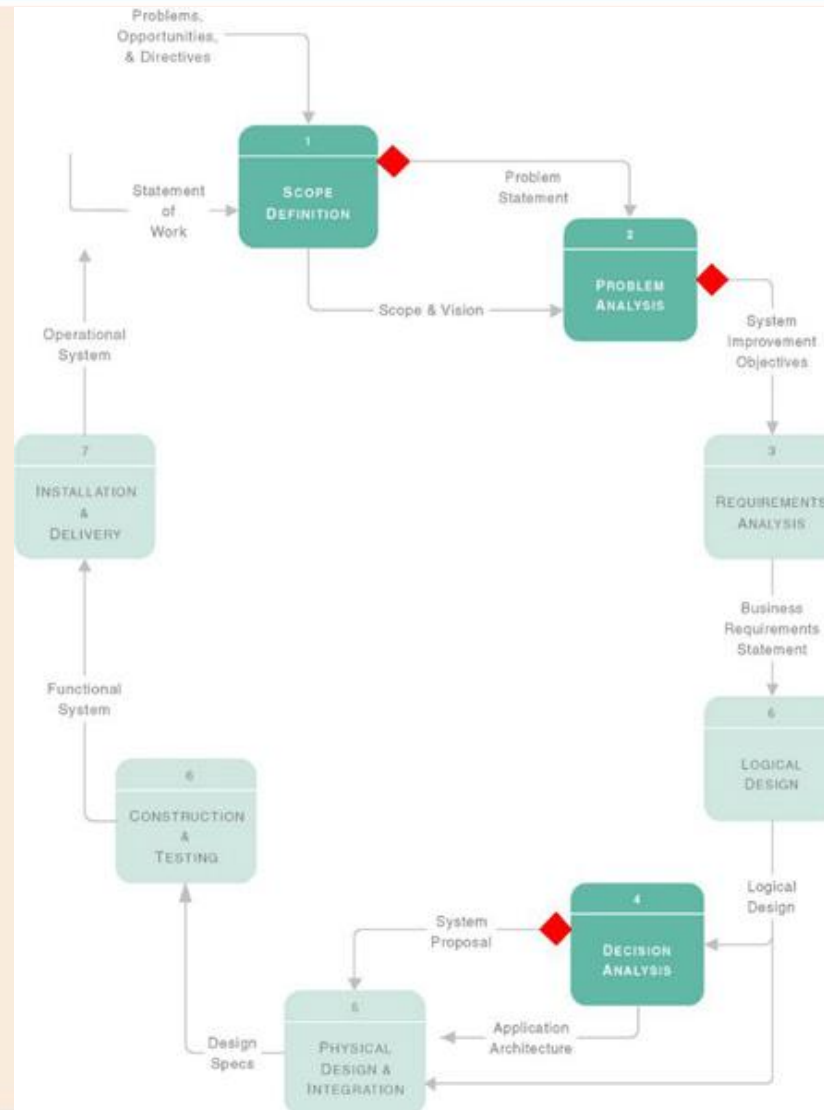 Problems,
Opportunities,
& Directives
1
SCOPE
DEFINITION
Problem
Statement
Statement
of
Work
2
PROBLEM
ANALYSIS
Scope & Vision
System
Improvement
Objectives
Operational
System
7
INSTALLATION
&
DELIVERY
3
REQUIREMENTS
ANALYSIS
Business
Requirements
Statement
Functional
System
6
LOGICAL
DESIGN
6
CONSTRUCTION
&
TESTING
Logical
Design
4
DECISION
ANALYSIS
System
Proposal
5
PHYSICAL
DESIGN &
INTEGRATION
Application
Architecture
Design
Specs